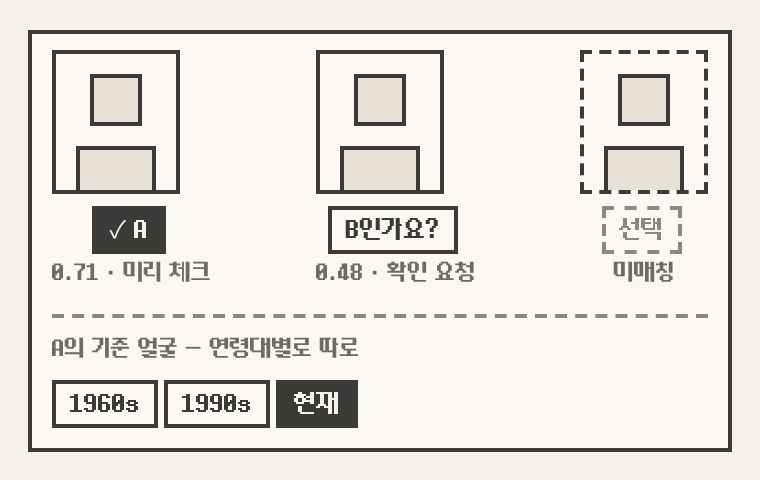 ✓ A
B인가요?
선택
0.71 · 미리 체크
0.48 · 확인 요청
미매칭
A의 기준 얼굴 — 연령대별로 따로
1960s
1990s
현재